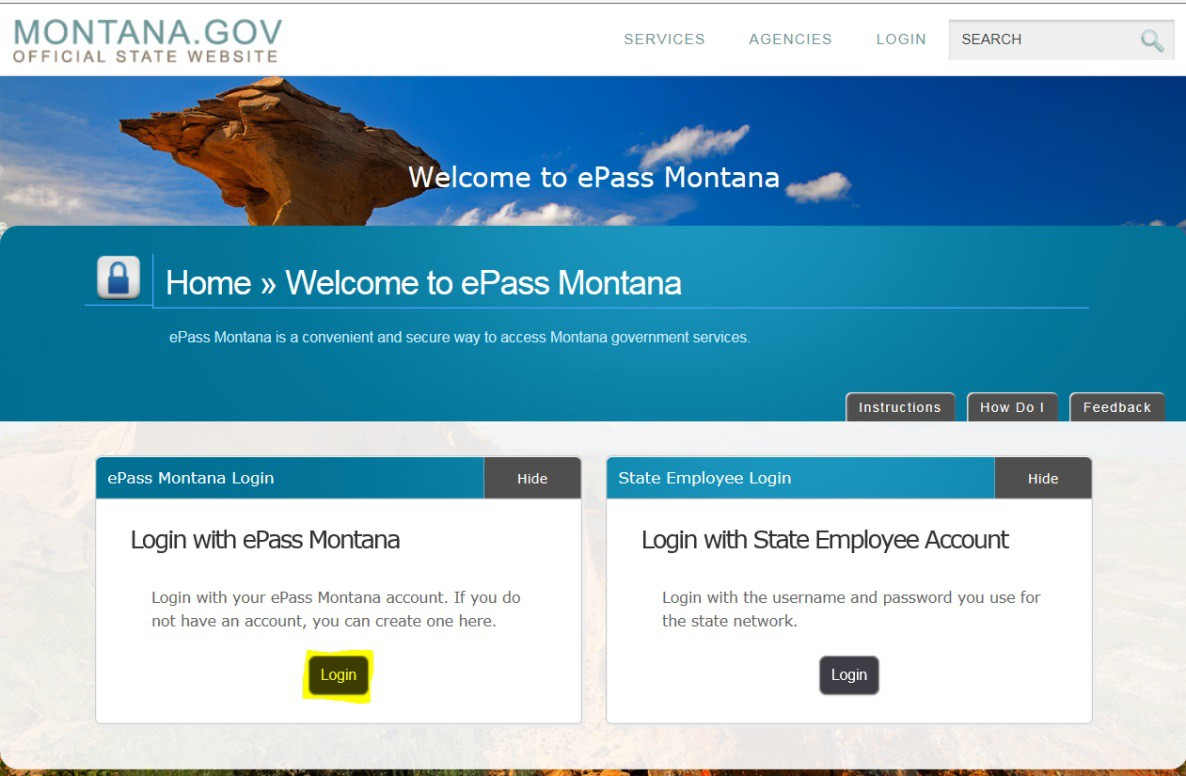 MONTANA.GOV
OFFICIAL STATE WEBSITE
SERVICES AGENCIES LOGIN SEARCH
Welcome to ePass Montana
Home » Welcome to ePass Montana
ePass Montana is a convenient and secure way to access Montana government services.
Instructions How Do I Feedback
ePass Montana Login Hide
Login with ePass Montana
Login with your ePass Montana account. If you do
not have an account, you can create one here.
Login
State Employee Login Hide
Login with State Employee Account
Login with the username and password you use for
the state network.
Login